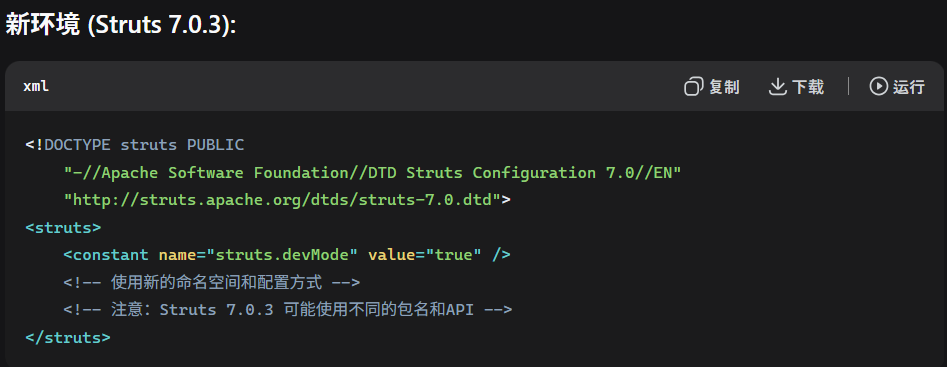 新环境 (Struts 7.0.3):
xml 复制 下载 运行
<!DOCTYPE struts PUBLIC
"-//Apache Software Foundation//DTD Struts Configuration 7.0//EN"
"http://struts.apache.org/dtds/struts-7.0.dtd">
<struts>
<constant name="struts.devMode" value="true" />
<!-- 使用新的命名空间和配置方式 -->
<!-- 注意：Struts 7.0.3 可能使用不同的包名和API -->
</struts>